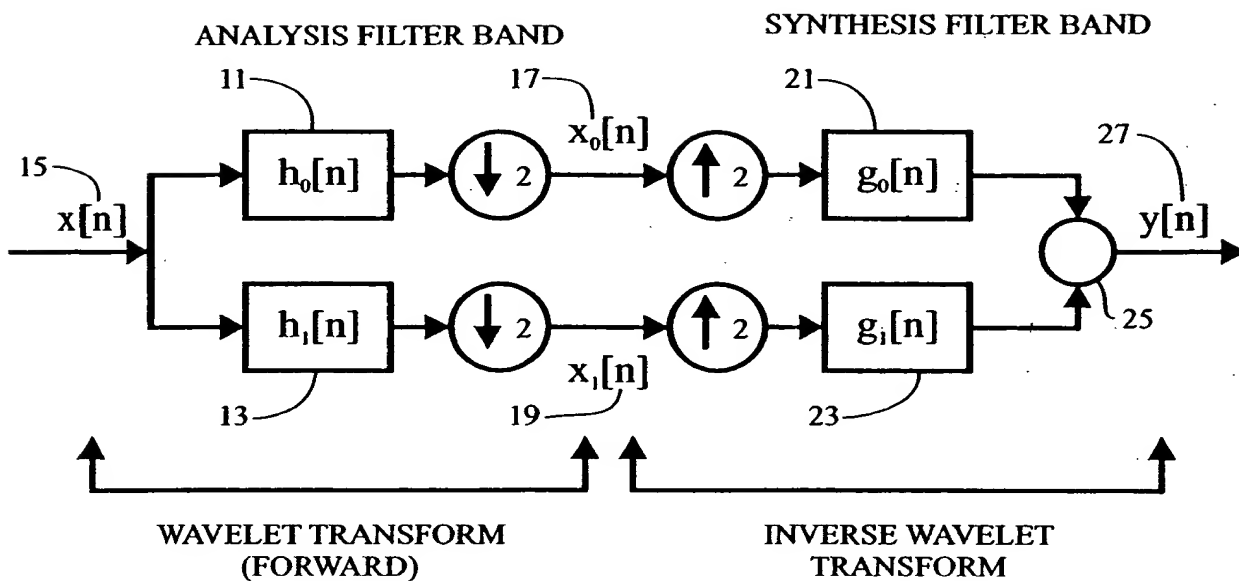 ANALYSIS FILTER BAND
SYNTHESIS FILTER BAND
11
17
21
27
15
x[n]
h₀[n]
2
x₀[n]
2
g₀[n]
y[n]
h₁[n]
2
x₁[n]
2
g₁[n]
25
13
19
23
WAVELET TRANSFORM
(FORWARD)
INVERSE WAVELET
TRANSFORM